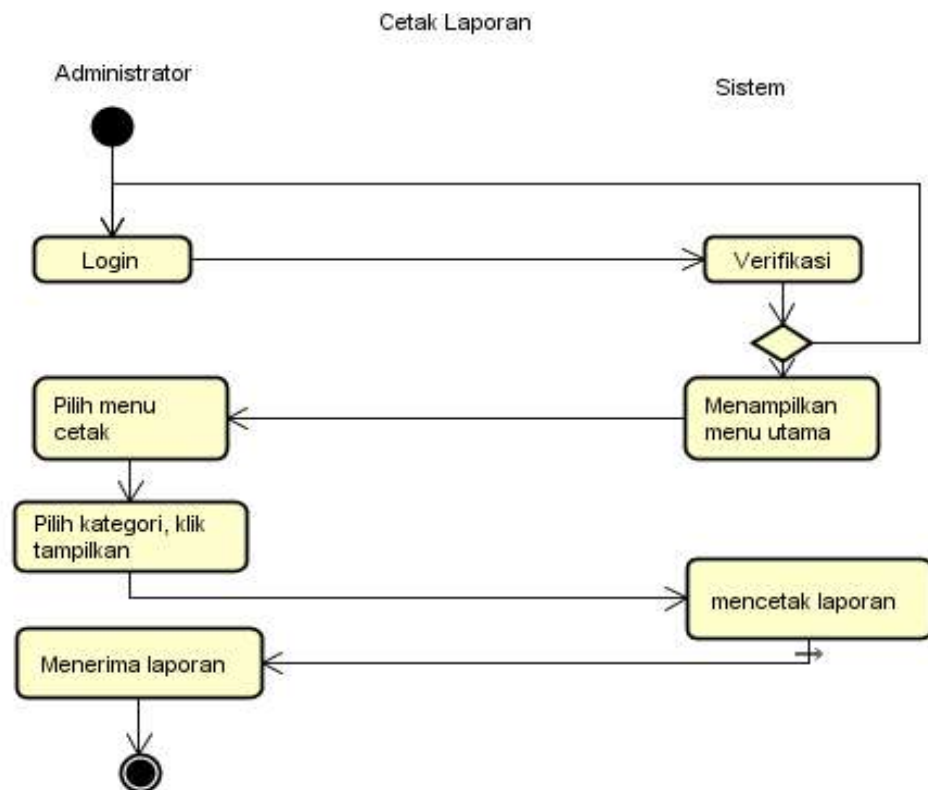 Cetak Laporan
Administrator
Sistem
Login
Verifikasi
Pilih menu
cetak
Menampilkan
menu utama
Pilih kategori, klik
tampilkan
mencetak laporan
Menerima laporan